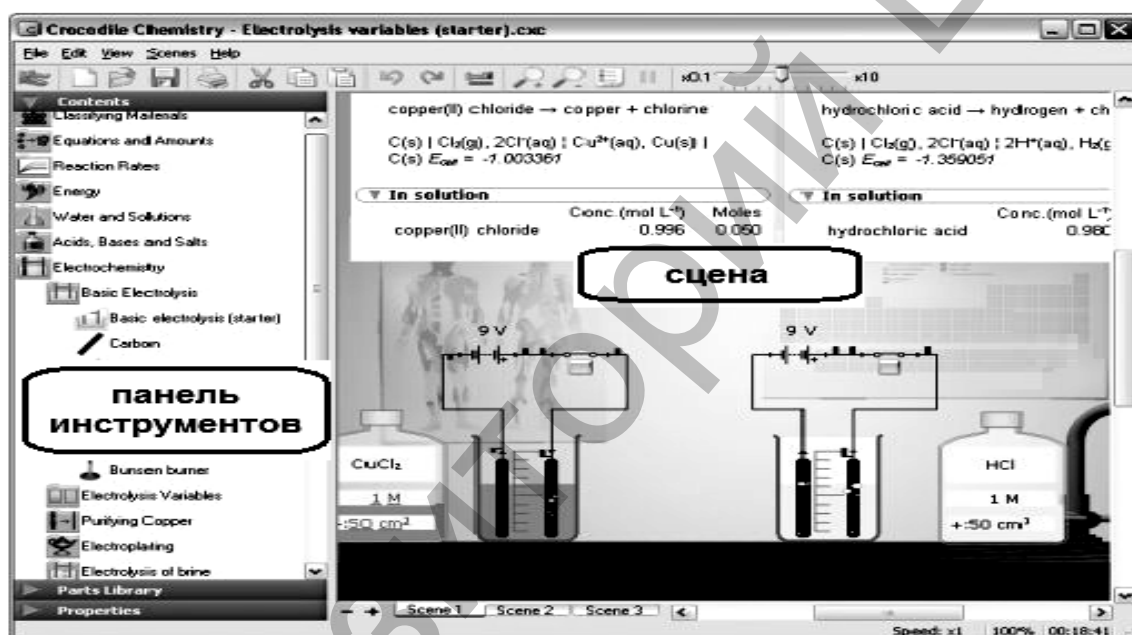 Crocodile Chemistry - Electrolysis variables (starter).cxc
File Edit View Scenes Help
x0.1 x10
Contents
Classifying Materials
Equations and Amounts
Reaction Rates
Energy
Water and Solutions
Acids, Bases and Salts
Electrochemistry
Basic Electrolysis
Basic electrolysis (starter)
Carbon
панель
инструментов
Bunsen burner
Electrolysis Variables
Purifying Copper
Electroplating
Electrolysis of brine
Parts Library
Properties
copper(II) chloride → copper + chlorine
C(s) | Cl₂(g), 2Cl⁻(aq) ¦ Cu²⁺(aq), Cu(s) |
C(s) E_cell = -1.003361
In solution
Conc.(mol L⁻¹) Moles
copper(II) chloride 0.996 0.050
hydrochloric acid → hydrogen + ch
C(s) | Cl₂(g), 2Cl⁻(aq) ¦ 2H⁺(aq), H₂(g
C(s) E_cell = -1.359051
In solution
Conc.(mol L⁻¹
hydrochloric acid 0.980
сцена
9 V
9 V
CuCl₂
1 M
+:50 cm³
HCl
1 M
+:50 cm³
Scene 1 Scene 2 Scene 3
Speed: x1 100% 00:18:41